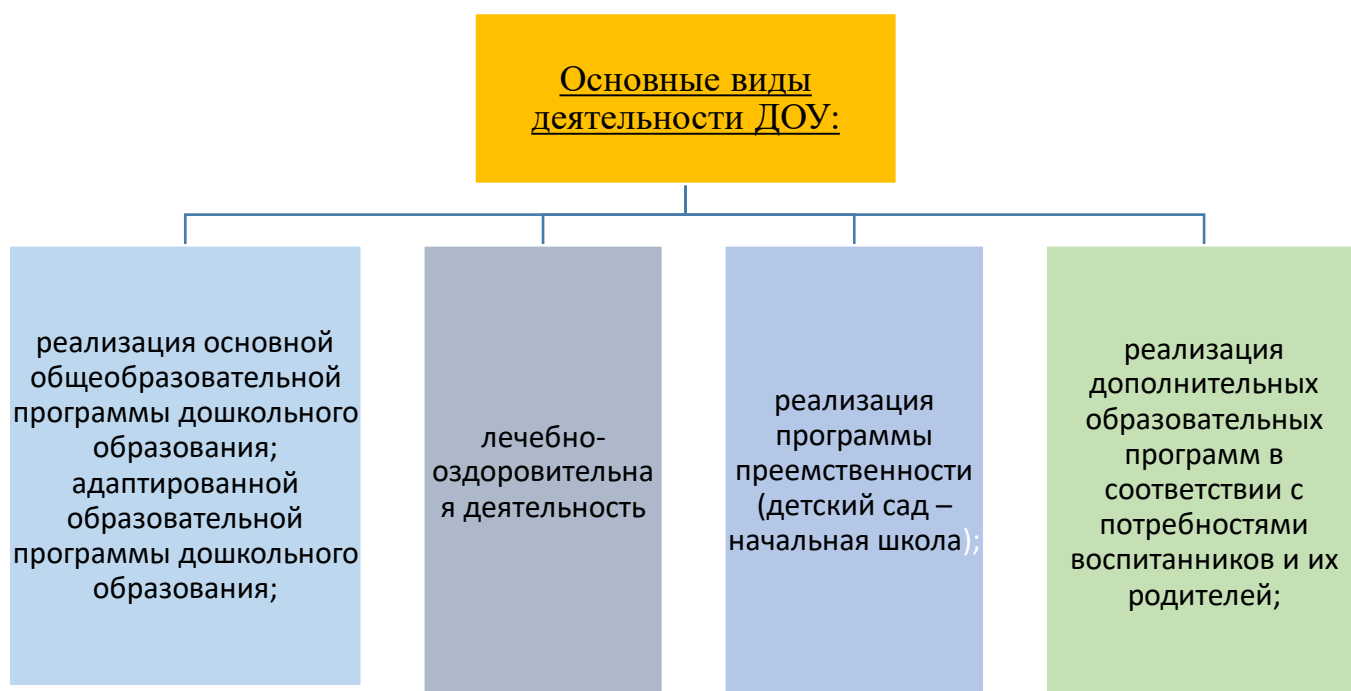 Основные виды
деятельности ДОУ:
реализация основной
общеобразовательной
программы дошкольного
образования;
адаптированной
образовательной
программы дошкольного
образования;
лечебно-
оздоровительна
я деятельность
реализация
программы
преемственности
(детский сад –
начальная школа);
реализация
дополнительных
образовательных
программ в
соответствии с
потребностями
воспитанников и их
родителей;